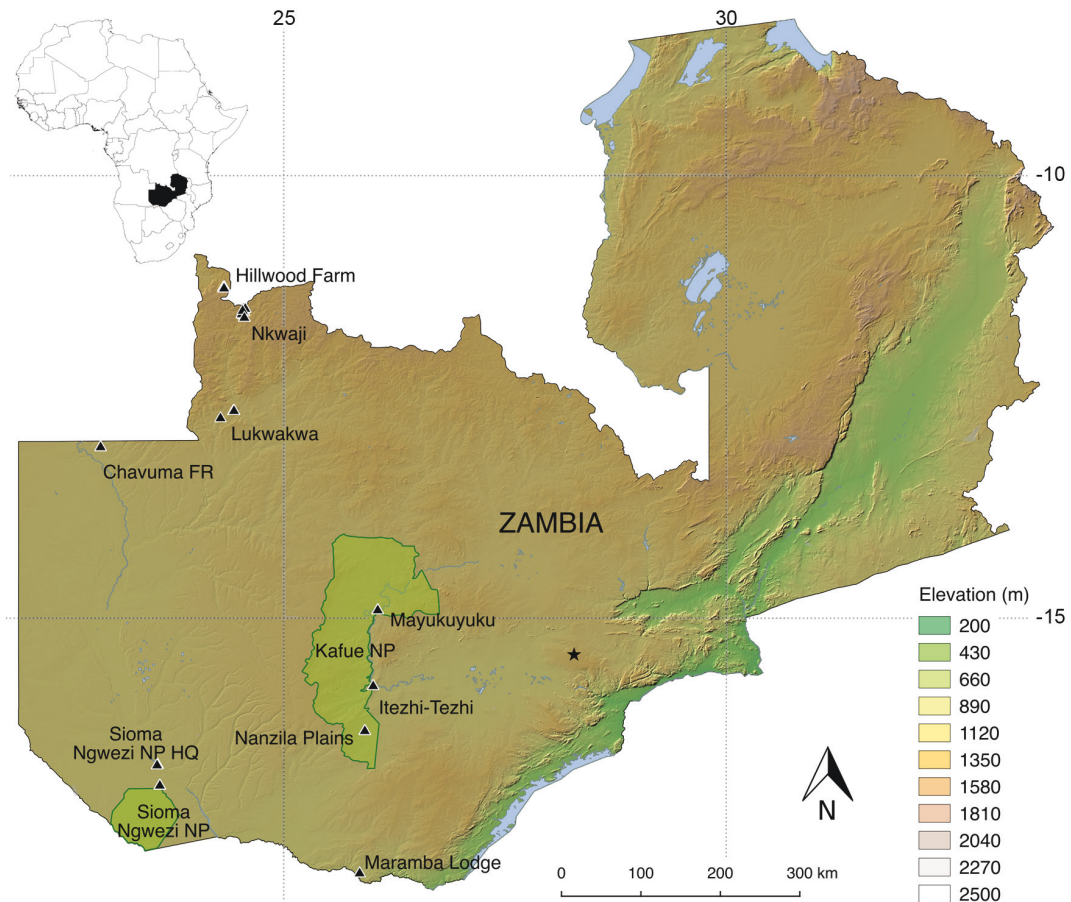 25
30
-10
Hillwood Farm
Nkwaji
Lukwakwa
Chavuma FR
ZAMBIA
Elevation (m)
200
430
660
890
1120
1350
1580
1810
2040
2270
2500
-15
Mayukuyuku
Kafue NP
Itezhi-Tezhi
Nanzila Plains
Sioma
Ngwezi NP HQ
Sioma
Ngwezi NP
N
Maramba Lodge
0 100 200 300 km